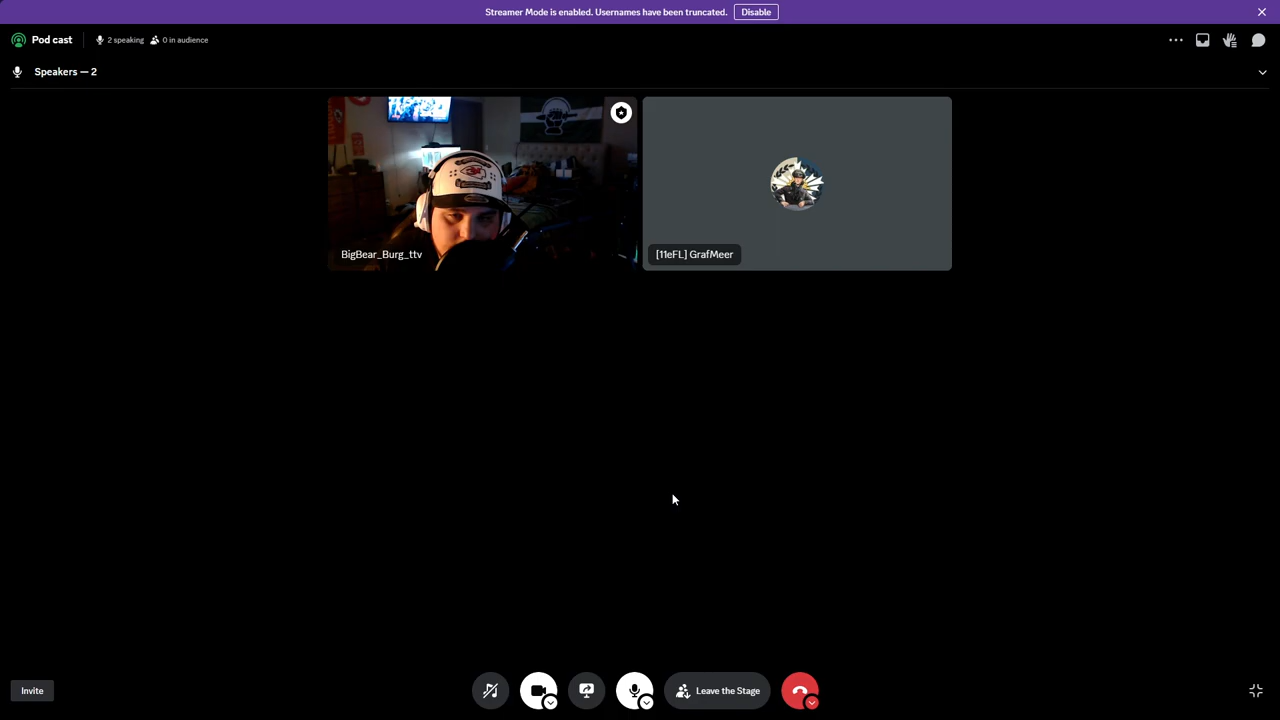 Streamer Mode is enabled. Usernames have been truncated.
Disable
Pod cast
2 speaking
0 in audience
Speakers — 2
BigBear_Burg_ttv
[11eFL] GrafMeer
Invite
Leave the Stage